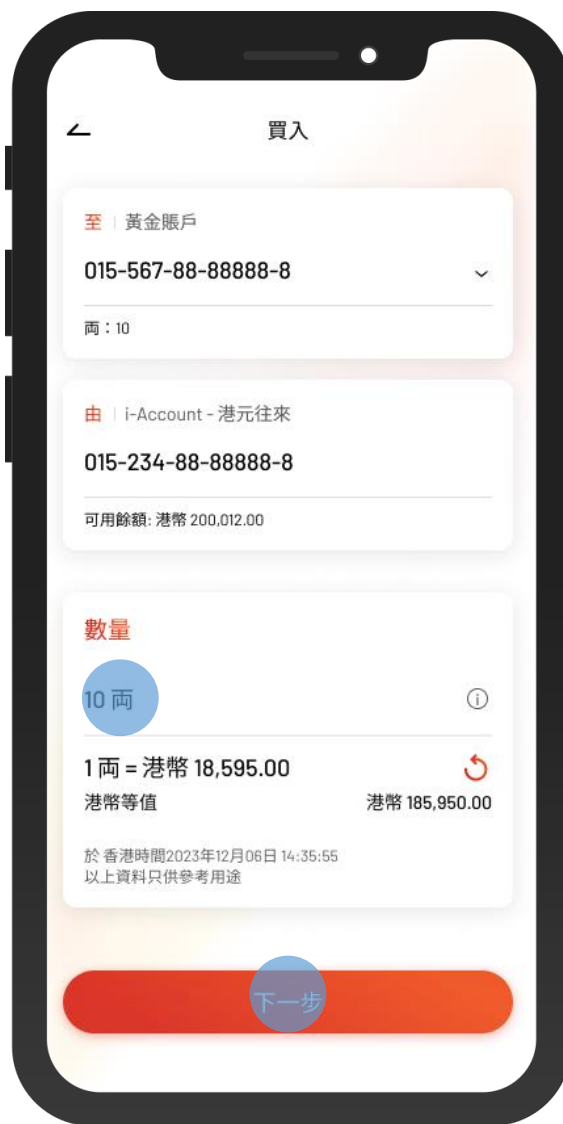 買入
至 | 黃金賬戶
015-567-88-88888-8
両：10
由 | i-Account - 港元往來
015-234-88-88888-8
可用餘額: 港幣 200,012.00
數量
10 両
1 両 = 港幣 18,595.00
港幣等值 港幣 185,950.00
於 香港時間2023年12月06日 14:35:55
以上資料只供參考用途
下一步